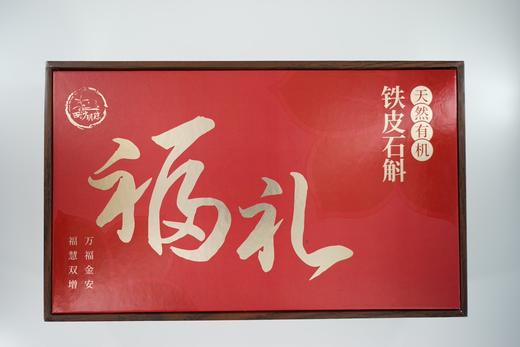 天然有机
铁皮石斛
福礼
万福金安
福慧双增